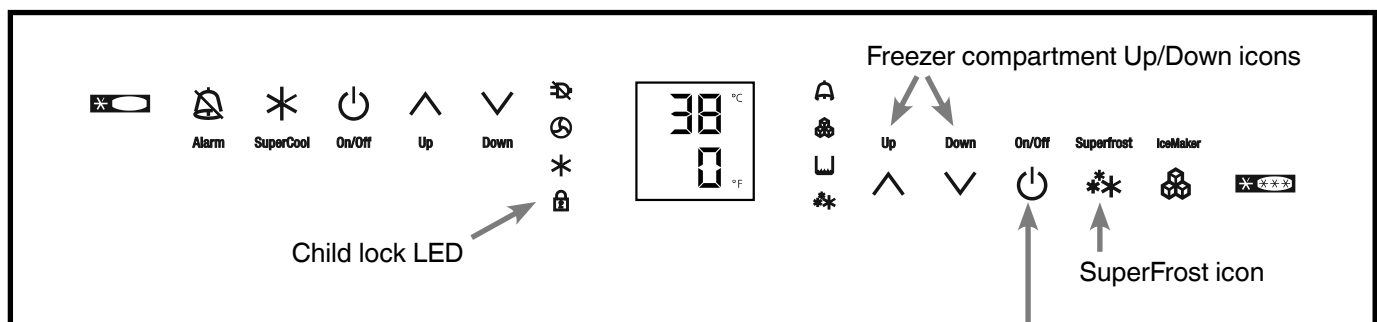 Freezer compartment Up/Down icons
38 °C
0 °F
Alarm SuperCool On/Off Up Down
Up Down On/Off Superfrost IceMaker
Child lock LED
SuperFrost icon